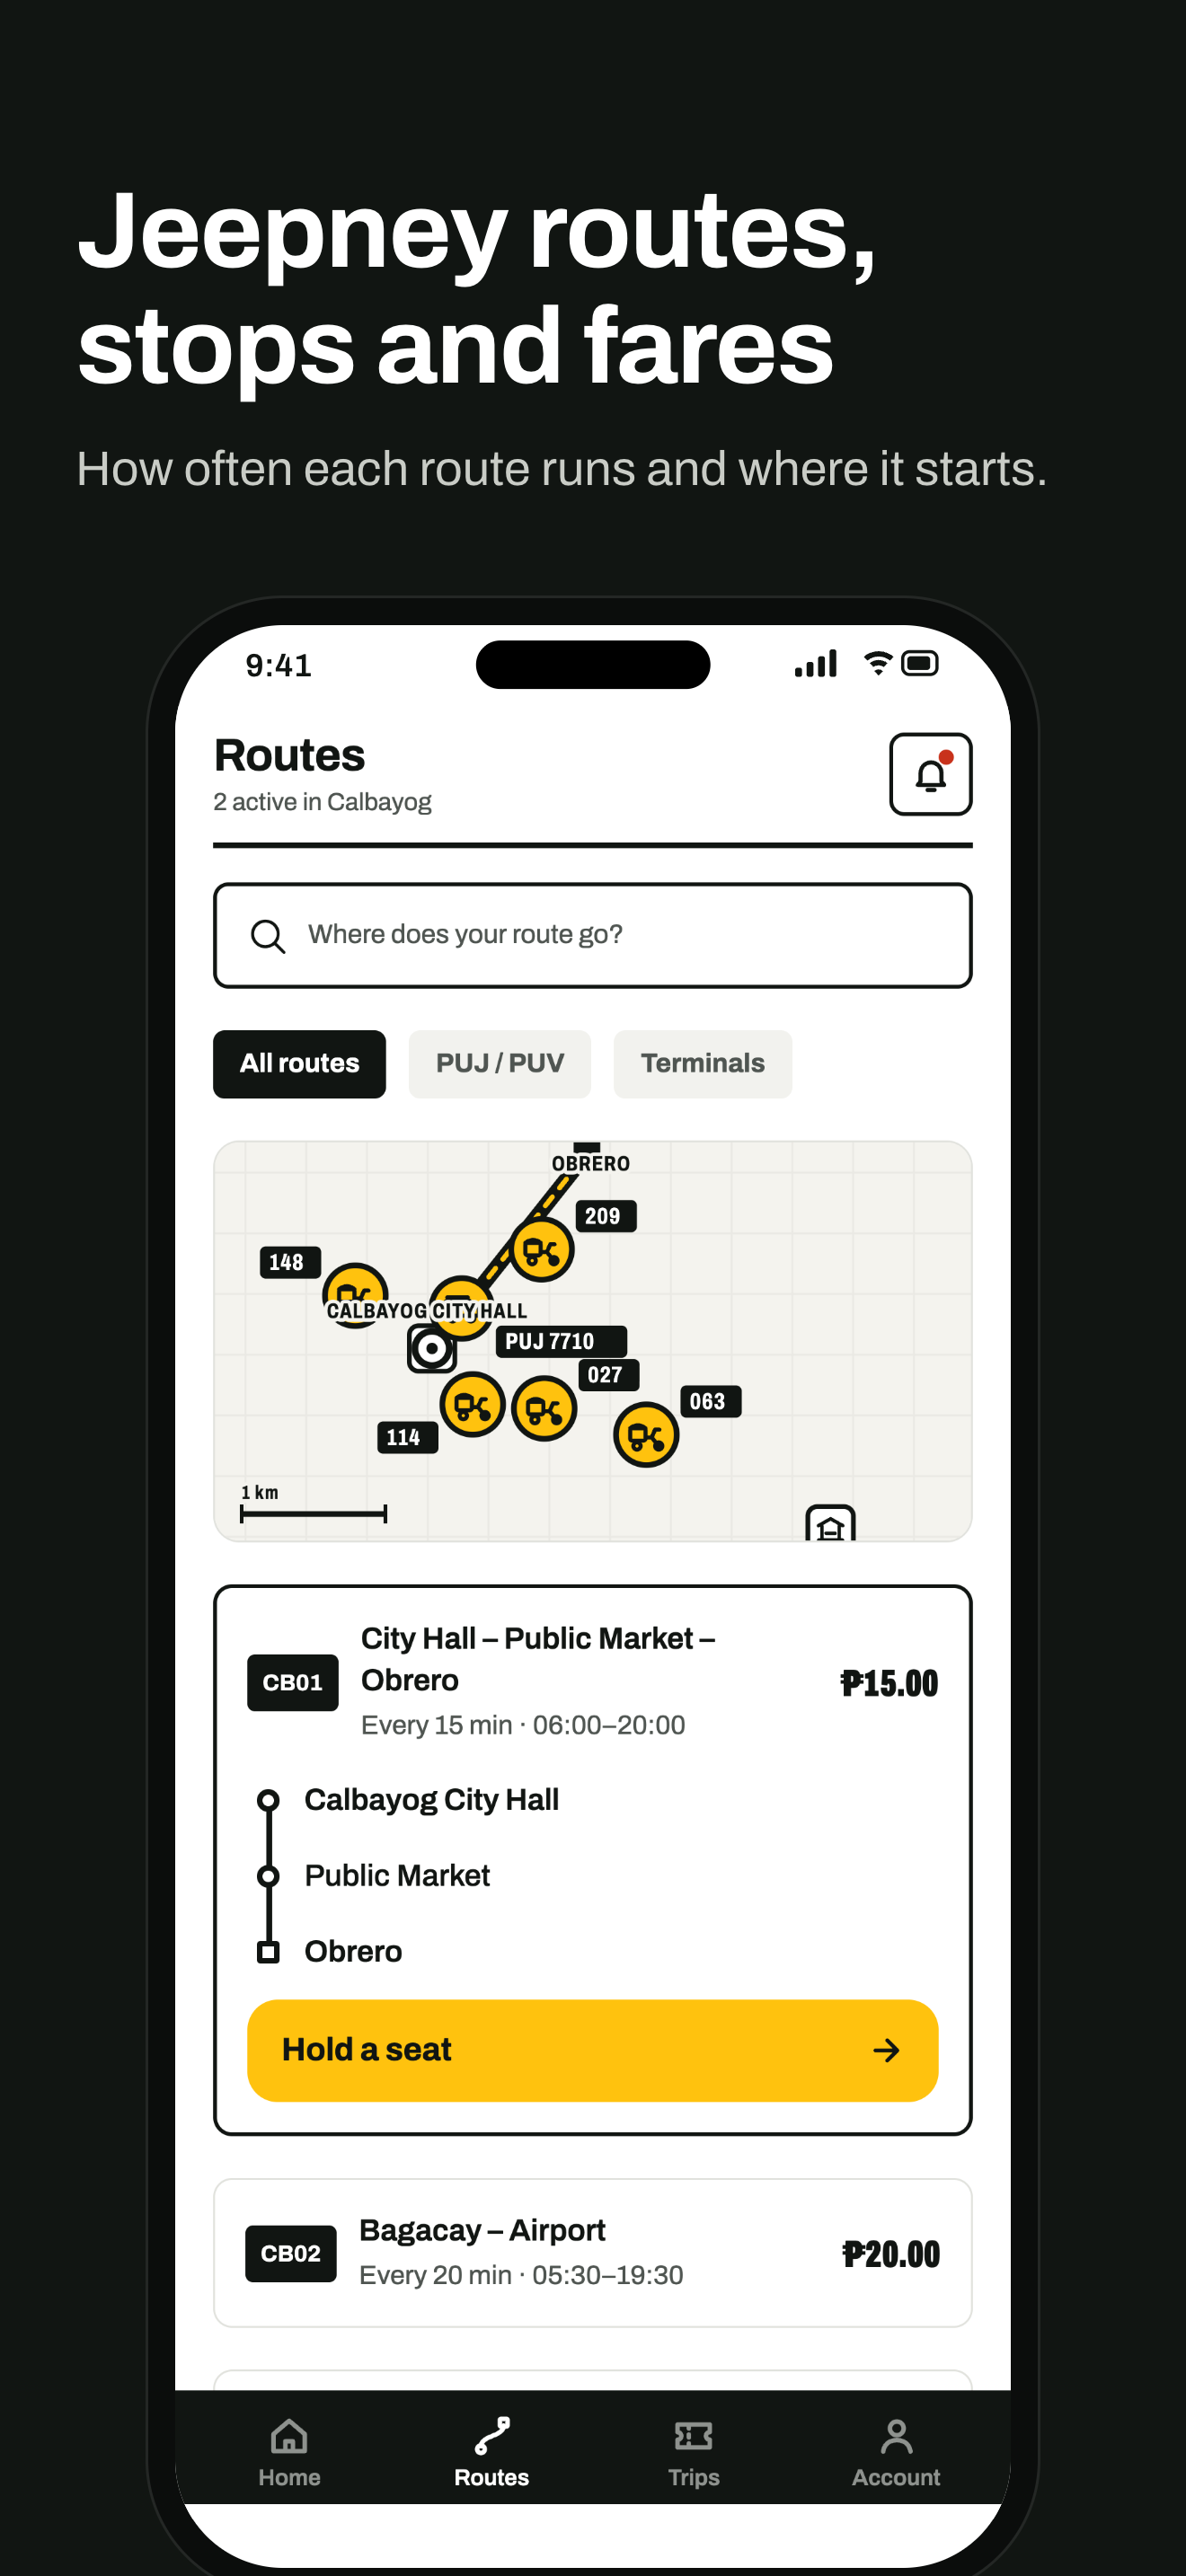 Jeepney routes,
stops and fares
How often each route runs and where it starts.
9:41
Routes
2 active in Calbayog
Where does your route go?
All routes
PUJ / PUV
Terminals
OBRERO
209
148
CALBAYOG CITY HALL
PUJ 7710
027
063
114
1 km
City Hall – Public Market –
Obrero
CB01
₱15.00
Every 15 min · 06:00–20:00
Calbayog City Hall
Public Market
Obrero
Hold a seat
Bagacay – Airport
CB02
₱20.00
Every 20 min · 05:30–19:30
Home
Routes
Trips
Account